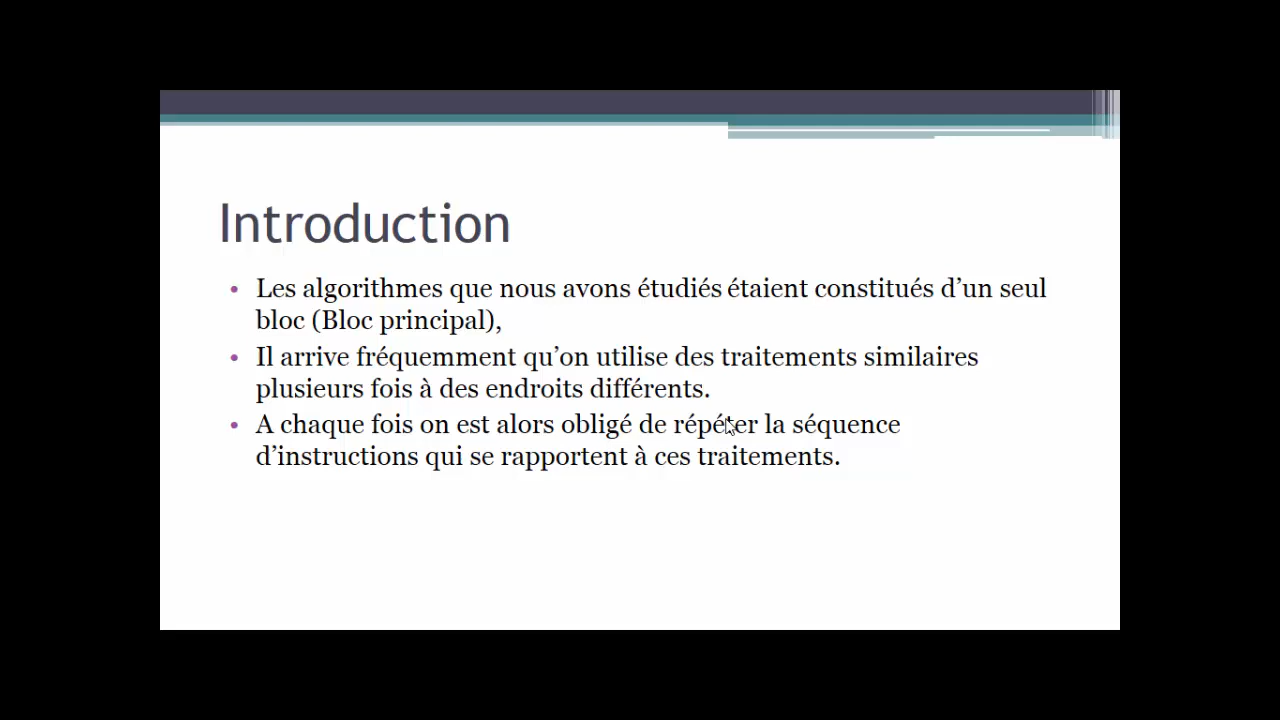 Introduction
• Les algorithmes que nous avons étudiés étaient constitués d’un seul
bloc (Bloc principal),
• Il arrive fréquemment qu’on utilise des traitements similaires
plusieurs fois à des endroits différents.
• A chaque fois on est alors obligé de répéter la séquence
d’instructions qui se rapportent à ces traitements.